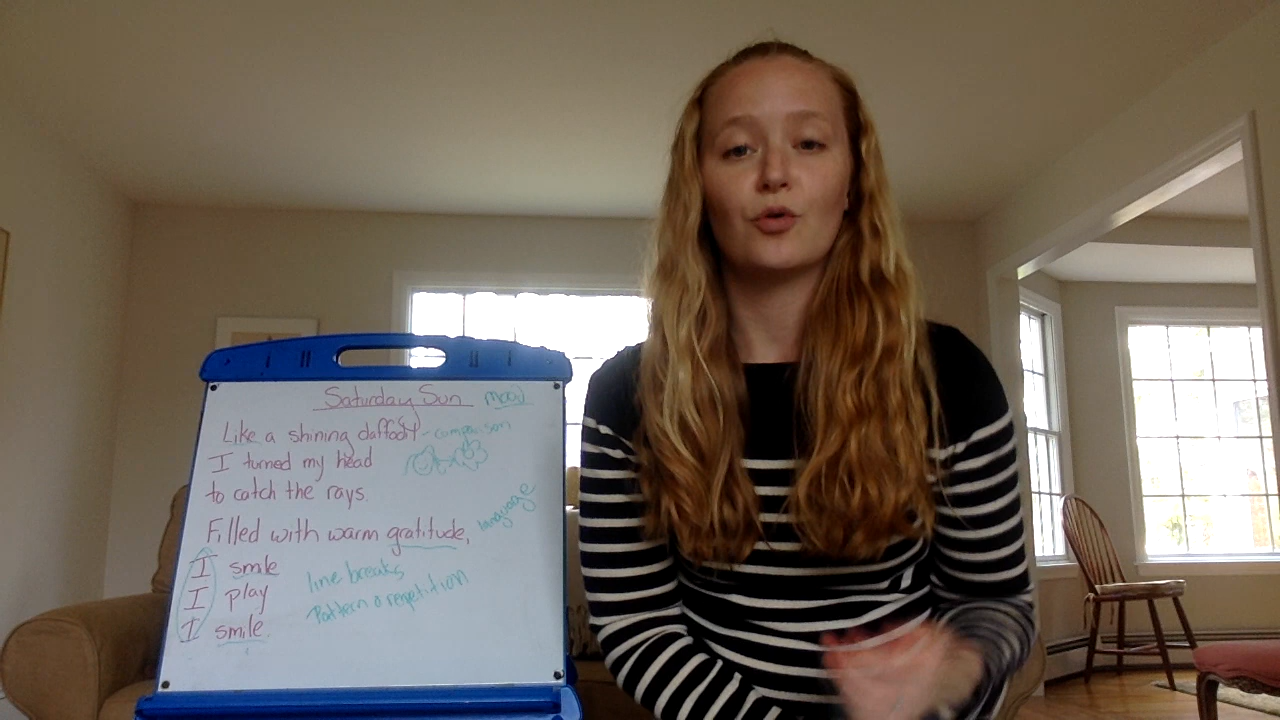 Saturday Sun mood
Like a shining daffodil - comparison
I turned my head
to catch the rays.
Filled with warm gratitude, language
I smile
I play
I smile.
line breaks
Pattern or repetition